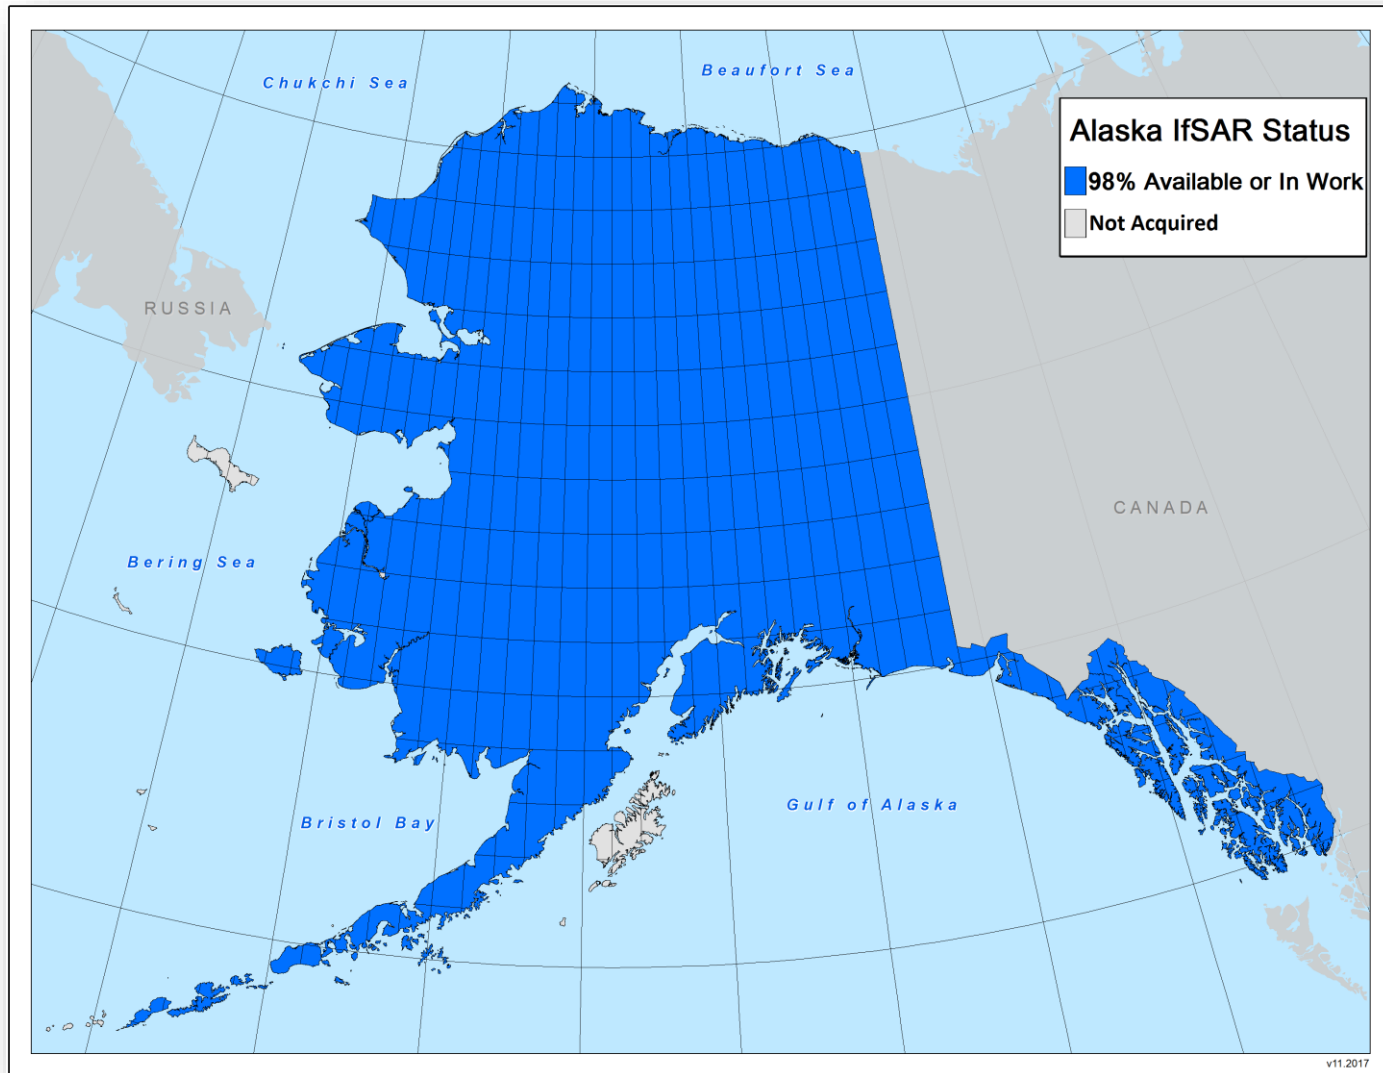 Chukchi Sea
Beaufort Sea
Alaska IfSAR Status
98% Available or In Work
Not Acquired
RUSSIA
CANADA
Bering Sea
Gulf of Alaska
Bristol Bay
v11.2017